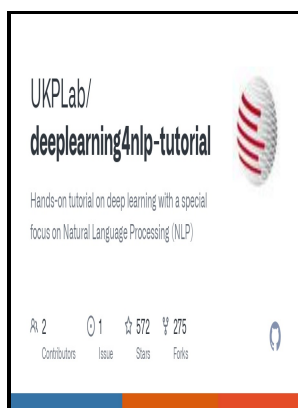 UKPLab/
deeplearning4nlp-tutorial
Hands-on tutorial on deep learning with a special
focus on Natural Language Processing (NLP)
2 1 572 275
Contributors Issue Stars Forks